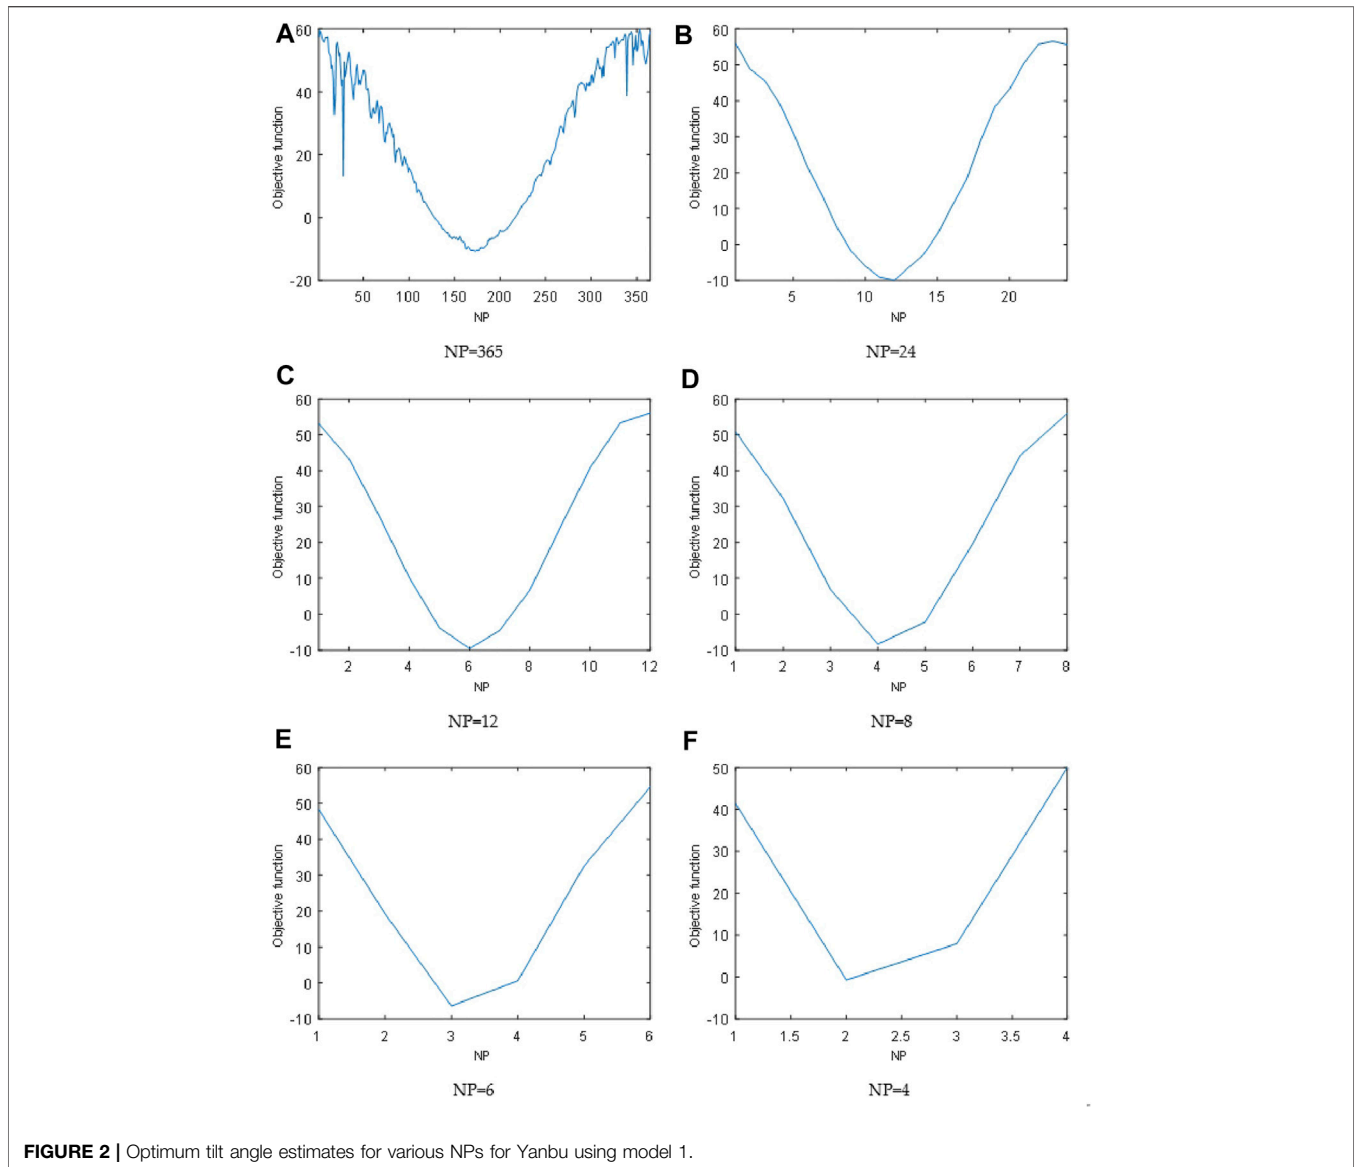 A
60
40
20
0
-20
Objective function
50 100 150 200 250 300 350
NP
NP=365
B
60
50
40
30
20
10
0
-10
Objective function
5 10 15 20
NP
NP=24
C
60
50
40
30
20
10
0
-10
Objective function
2 4 6 8 10 12
NP
NP=12
D
60
50
40
30
20
10
0
-10
Objective function
1 2 3 4 5 6 7 8
NP
NP=8
E
60
50
40
30
20
10
0
-10
Objective function
1 2 3 4 5 6
NP
NP=6
F
50
40
30
20
10
0
-10
Objective function
1 1.5 2 2.5 3 3.5 4
NP
NP=4
FIGURE 2 | Optimum tilt angle estimates for various NPs for Yanbu using model 1.